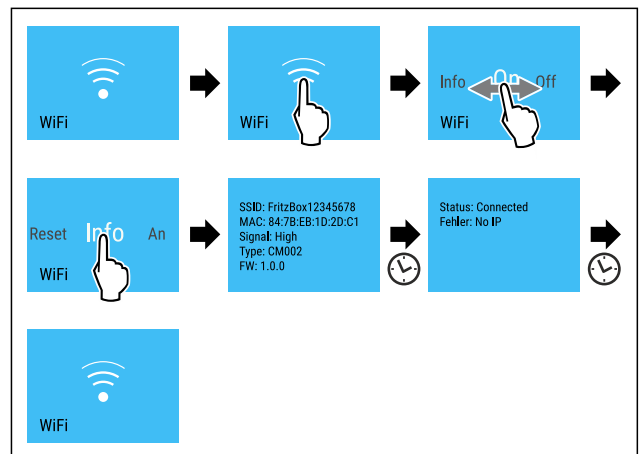 WiFi
WiFi
Info On Off
WiFi
Reset Info An
WiFi
SSID: FritzBox12345678
MAC: 84:7B:EB:1D:2D:C1
Signal: High
Type: CM002
FW: 1.0.0
Status: Connected
Fehler: No IP
WiFi